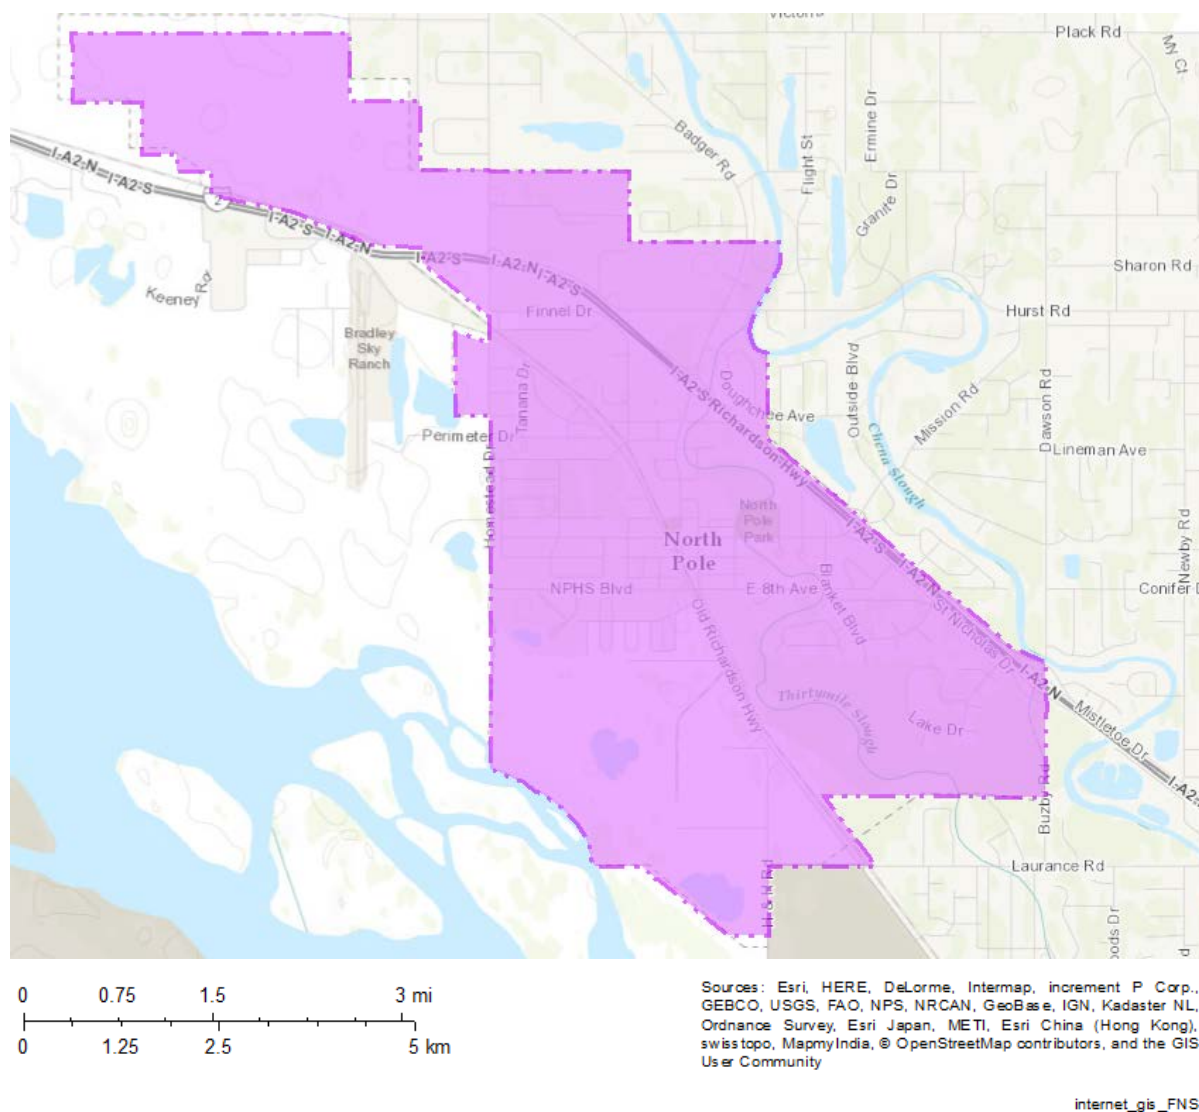 Victoria
Plack Rd
My Ct
Badger Rd
Flight St
Ermine Dr
Granite Dr
I-A2-N
I-A2-S
2
I-A2-S
I-A2-N
I-A2-S
I-A2-N
I-A2-S
Sharon Rd
Keeney Rd
Finnel Dr
Hurst Rd
Bradley
Sky
Ranch
Tanana Dr
I-A2-S
Richardson Hwy
Doughchee Ave
Outside Blvd
Mission Rd
Dawson Rd
Perimeter Dr
Lineman Ave
Chena Slough
Homestead Dr
North
Pole
Park
North
Pole
I-A2-S
I-A2-N
Newby Rd
NPHS Blvd
E 8th Ave
Blanket Blvd
Conifer D
Old Richardson Hwy
St Nicholas Dr
I-A2-N
Thirtymile Slough
Lake Dr
Mistletoe Dr
I-A2-
Buzby Rd
Laurance Rd
H & H Rd
ods Dr
d
0 0.75 1.5 3 mi
0 1.25 2.5 5 km
Sources: Esri, HERE, DeLorme, Intermap, increment P Corp.,
GEBCO, USGS, FAO, NPS, NRCAN, GeoBase, IGN, Kadaster NL,
Ordnance Survey, Esri Japan, METI, Esri China (Hong Kong),
swisstopo, MapmyIndia, © OpenStreetMap contributors, and the GIS
User Community
internet_gis_FNS